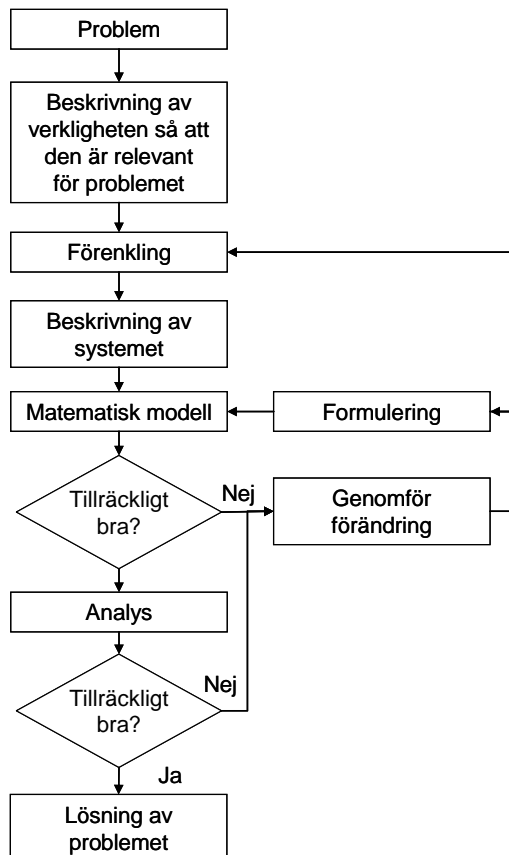 Problem
Beskrivning av
verkligheten så att
den är relevant
för problemet
Förenkling
Beskrivning av
systemet
Matematisk modell
Formulering
Tillräckligt
bra?
Nej
Genomför
förändring
Analys
Tillräckligt
bra?
Nej
Ja
Lösning av
problemet